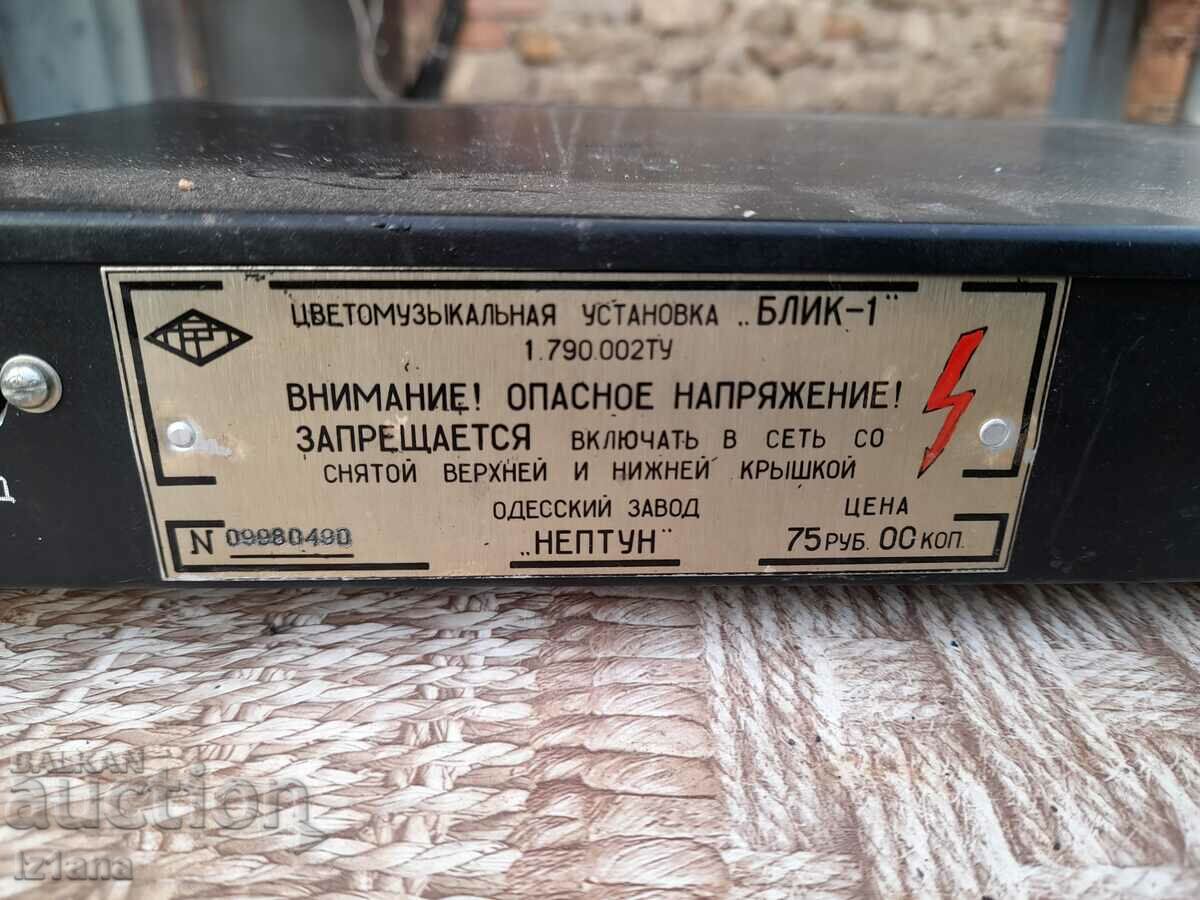 ЦВЕТОМУЗЫКАЛЬНАЯ УСТАНОВКА „БЛИК-1"
1.790.002ТУ
ВНИМАНИЕ! ОПАСНОЕ НАПРЯЖЕНИЕ!
ЗАПРЕЩАЕТСЯ ВКЛЮЧАТЬ В СЕТЬ СО
СНЯТОЙ ВЕРХНЕЙ И НИЖНЕЙ КРЫШКОЙ
ОДЕССКИЙ ЗАВОД ЦЕНА
N 09980490 „НЕПТУН" 75 РУБ. 00 КОП.
BALKAN
auction
izlana